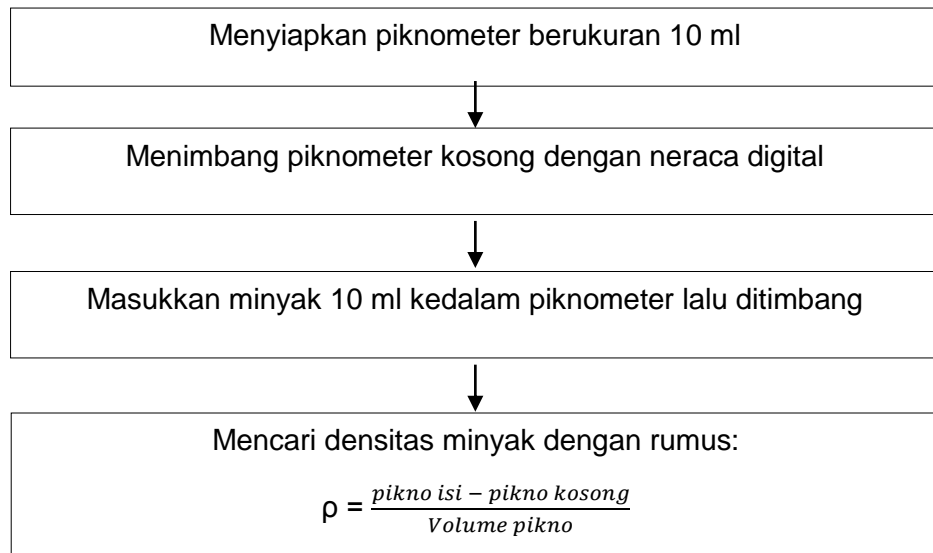 Menyiapkan piknometer berukuran 10 ml
Menimbang piknometer kosong dengan neraca digital
Masukkan minyak 10 ml kedalam piknometer lalu ditimbang
Mencari densitas minyak dengan rumus:
ρ = (pikno isi − pikno kosong) / (Volume pikno)